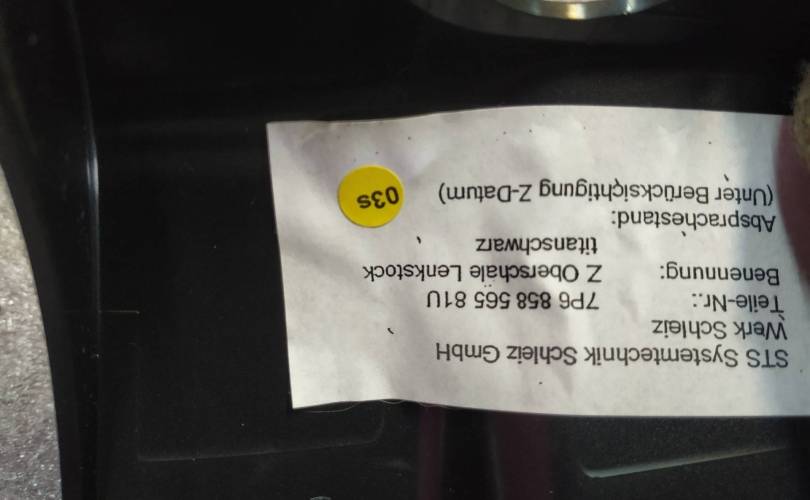 STS Systemtechnik Schleiz GmbH
Werk Schleiz
Teile-Nr.: 7P6 858 565 81U
Benennung: Z Oberschale Lenkstock
titanschwarz
Absprachestand:
(Unter Berücksichtigung Z-Datum) 03s